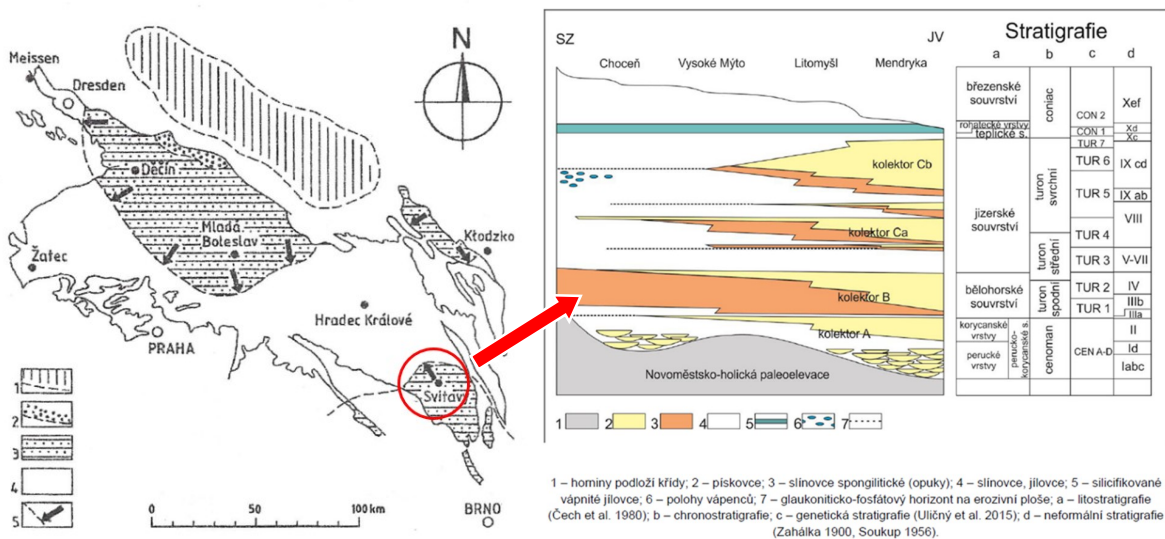 N
Meissen
Dresden
Děčín
Mladá
Boleslav
Žatec
PRAHA
Hradec Králové
Kłodzko
Svitavy
BRNO
0 50 100 km
1
2
3
4
5
SZ
JV
Choceň
Vysoké Mýto
Litomyšl
Mendryka
kolektor Cb
kolektor Ca
kolektor B
kolektor A
Novoměstsko-holická paleoelevace
Stratigrafie
a
b
c
d
březenské
souvrství
rohatecké vrstvy
teplické s.
jizerské
souvrství
bělohorské
souvrství
korycanské
vrstvy
perucké
vrstvy
perucko-
korycanské s.
coniac
turon
svrchní
turon
střední
turon
spodní
cenoman
CON 2
CON 1
TUR 7
TUR 6
TUR 5
TUR 4
TUR 3
TUR 2
TUR 1
CEN A-D
Xef
Xd
Xc
IX cd
IX ab
VIII
V-VII
IV
IIIb
IIIa
II
Id
Iabc
1
2
3
4
5
6
7
1 – horniny podloží křídy; 2 – pískovce; 3 – slínovce spongilitické (opuky); 4 – slínovce, jílovce; 5 – silicifikované
vápnité jílovce; 6 – polohy vápenců; 7 – glaukoniticko-fosfátový horizont na erozivní ploše; a – litostratigrafie
(Čech et al. 1980); b – chronostratigrafie; c – genetická stratigrafie (Uličný et al. 2015); d – neformální stratigrafie
(Zahálka 1900, Soukup 1956).